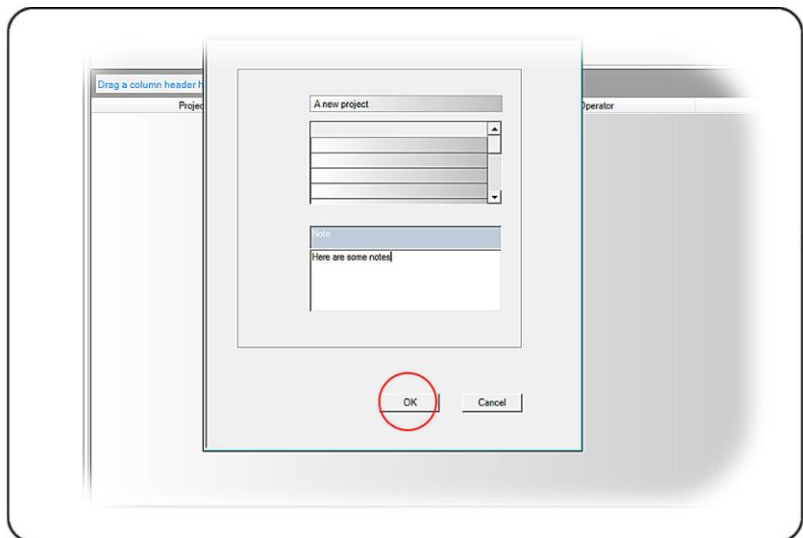 Drag a column header h
Projec
Operator
A new project
Note
Here are some notes
OK
Cancel